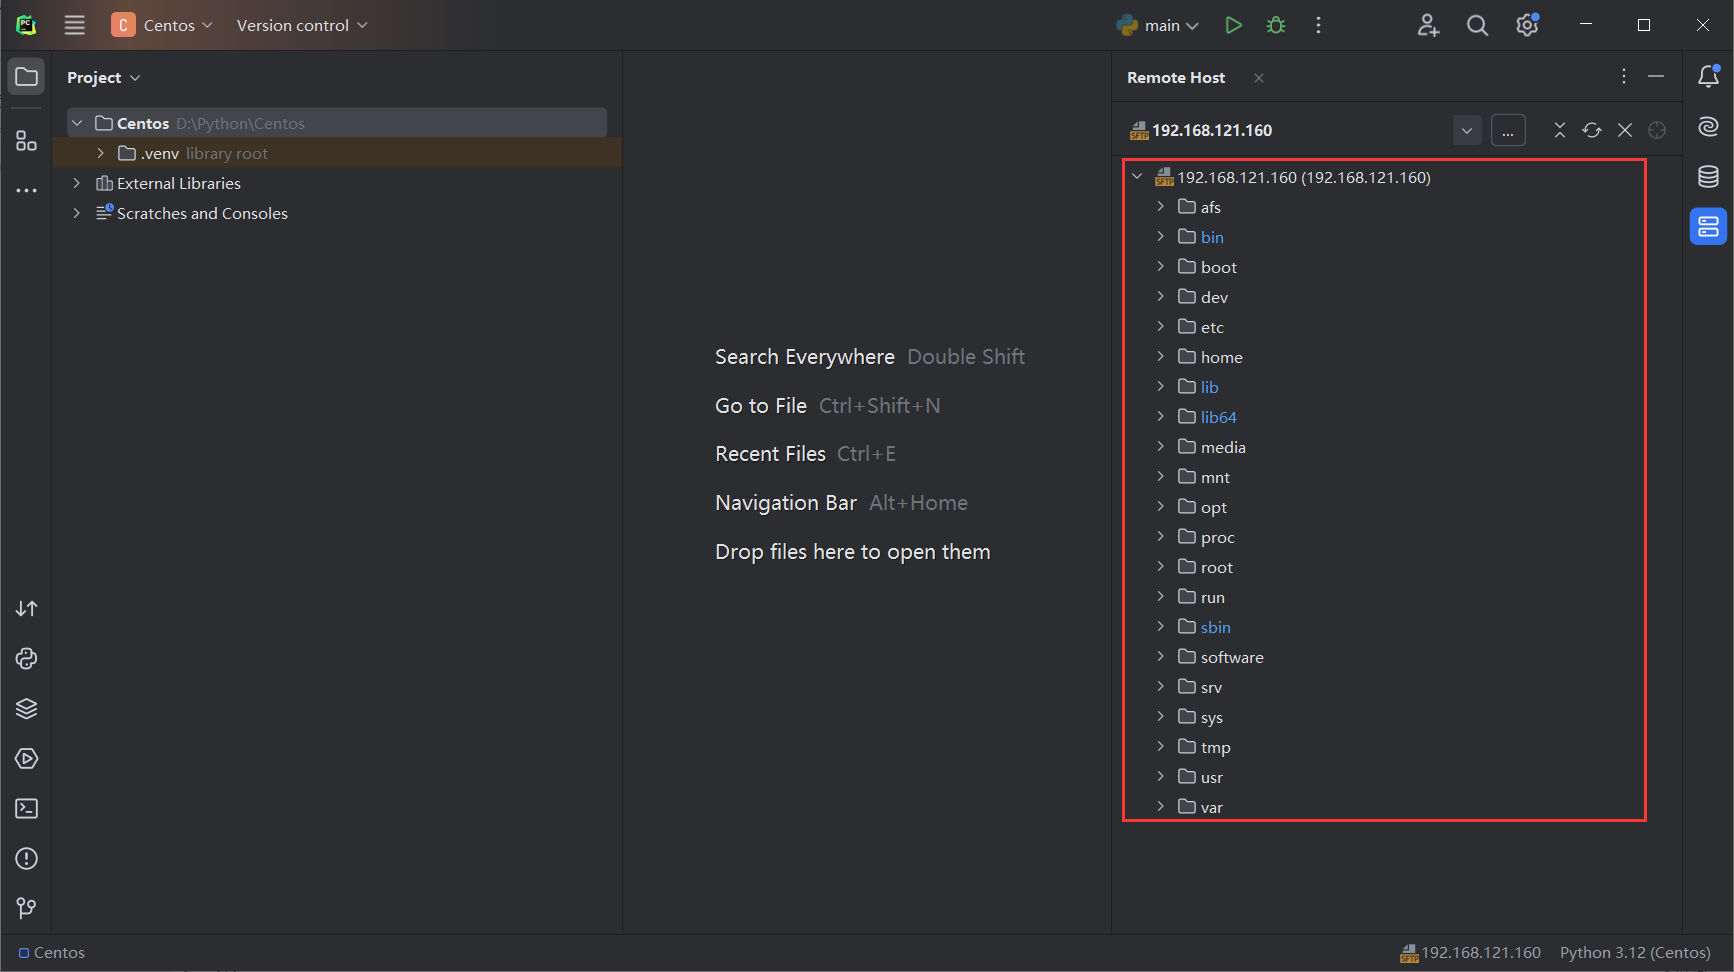 PC
C Centos Version control main
Project
Centos D:\Python\Centos
.venv library root
External Libraries
Scratches and Consoles
Search Everywhere Double Shift
Go to File Ctrl+Shift+N
Recent Files Ctrl+E
Navigation Bar Alt+Home
Drop files here to open them
Remote Host
SFTP 192.168.121.160 ...
SFTP 192.168.121.160 (192.168.121.160)
afs
bin
boot
dev
etc
home
lib
lib64
media
mnt
opt
proc
root
run
sbin
software
srv
sys
tmp
usr
var
Centos SFTP 192.168.121.160 Python 3.12 (Centos)